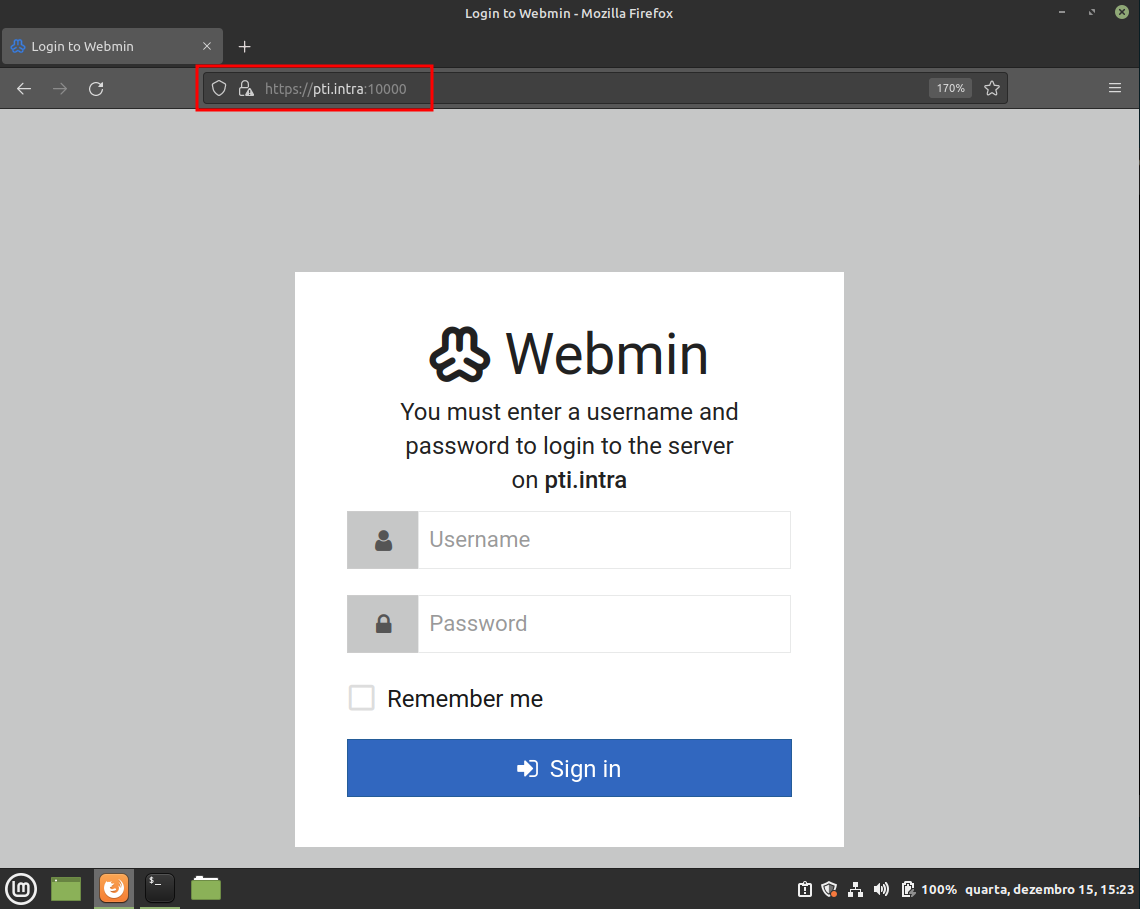 Login to Webmin - Mozilla Firefox
Login to Webmin
https://pti.intra:10000
170%
Webmin
You must enter a username and
password to login to the server
on pti.intra
Username
Password
Remember me
Sign in
$_
100% quarta, dezembro 15, 15:23